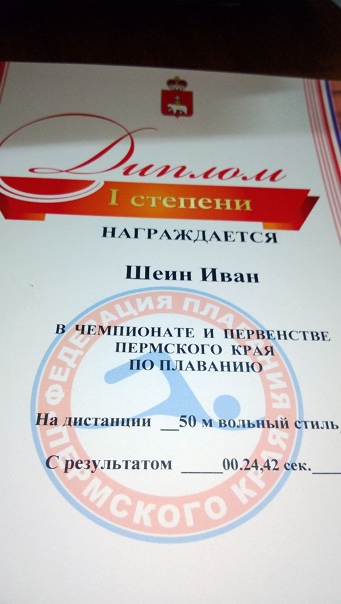 Диплом
I степени
НАГРАЖДАЕТСЯ
Шеин Иван
В ЧЕМПИОНАТЕ И ПЕРВЕНСТВЕ
ПЕРМСКОГО КРАЯ
ПО ПЛАВАНИЮ
ФЕДЕРАЦИЯ ПЛАВАНИЯ
ПЕРМСКОГО КРАЯ
На дистанции __50 м вольный стиль
С результатом _____00.24,42 сек.____